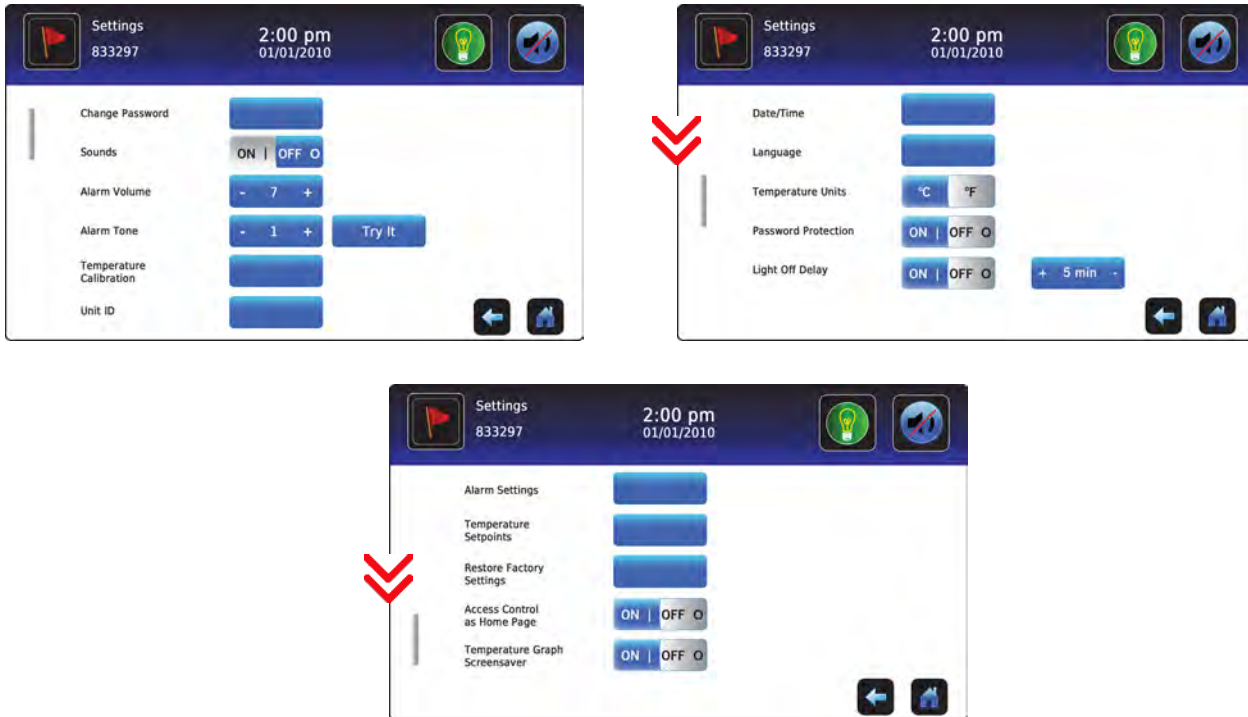 Settings
833297
2:00 pm
01/01/2010
Change Password
Sounds ON | OFF O
Alarm Volume - 7 +
Alarm Tone - 1 + Try It
Temperature
Calibration
Unit ID
Settings
833297
2:00 pm
01/01/2010
Date/Time
Language
Temperature Units °C °F
Password Protection ON | OFF O
Light Off Delay ON | OFF O + 5 min -
Settings
833297
2:00 pm
01/01/2010
Alarm Settings
Temperature
Setpoints
Restore Factory
Settings
Access Control
as Home Page ON | OFF O
Temperature Graph
Screensaver ON | OFF O